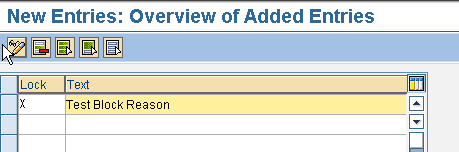 New Entries: Overview of Added Entries
Lock Text
X Test Block Reason